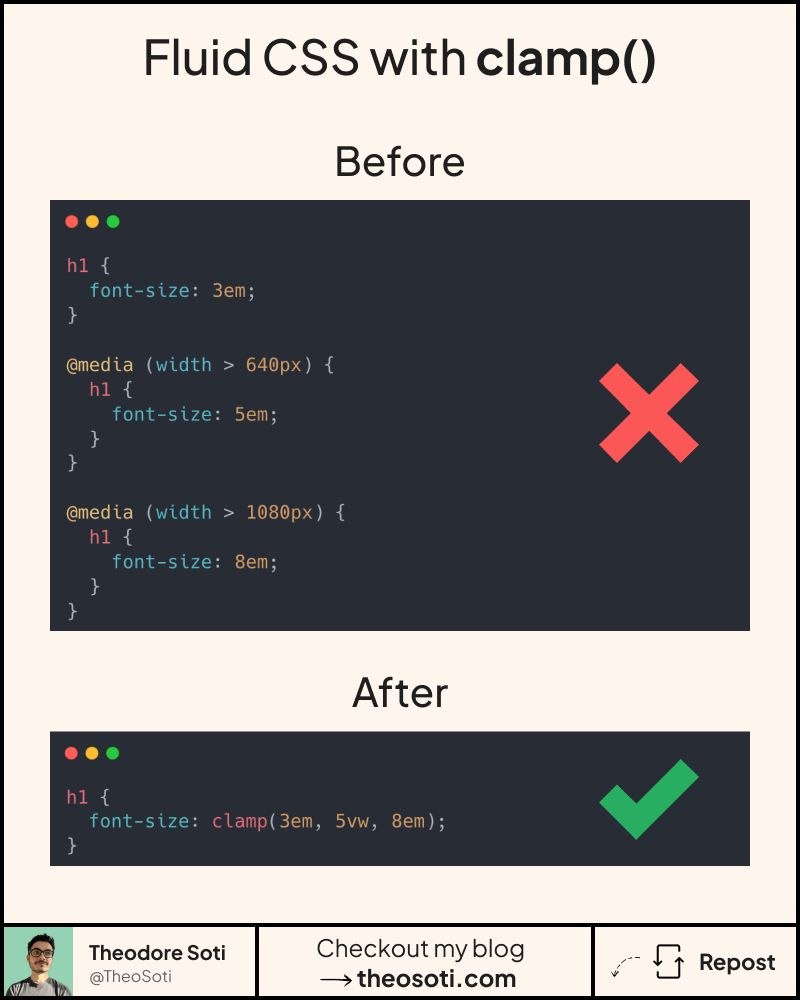 Fluid CSS with clamp()
Before
h1 {
  font-size: 3em;
}
@media (width > 640px) {
  h1 {
    font-size: 5em;
  }
}
@media (width > 1080px) {
  h1 {
    font-size: 8em;
  }
}
After
h1 {
  font-size: clamp(3em, 5vw, 8em);
}
Theodore Soti
@TheoSoti
Checkout my blog
→ theosoti.com
Repost